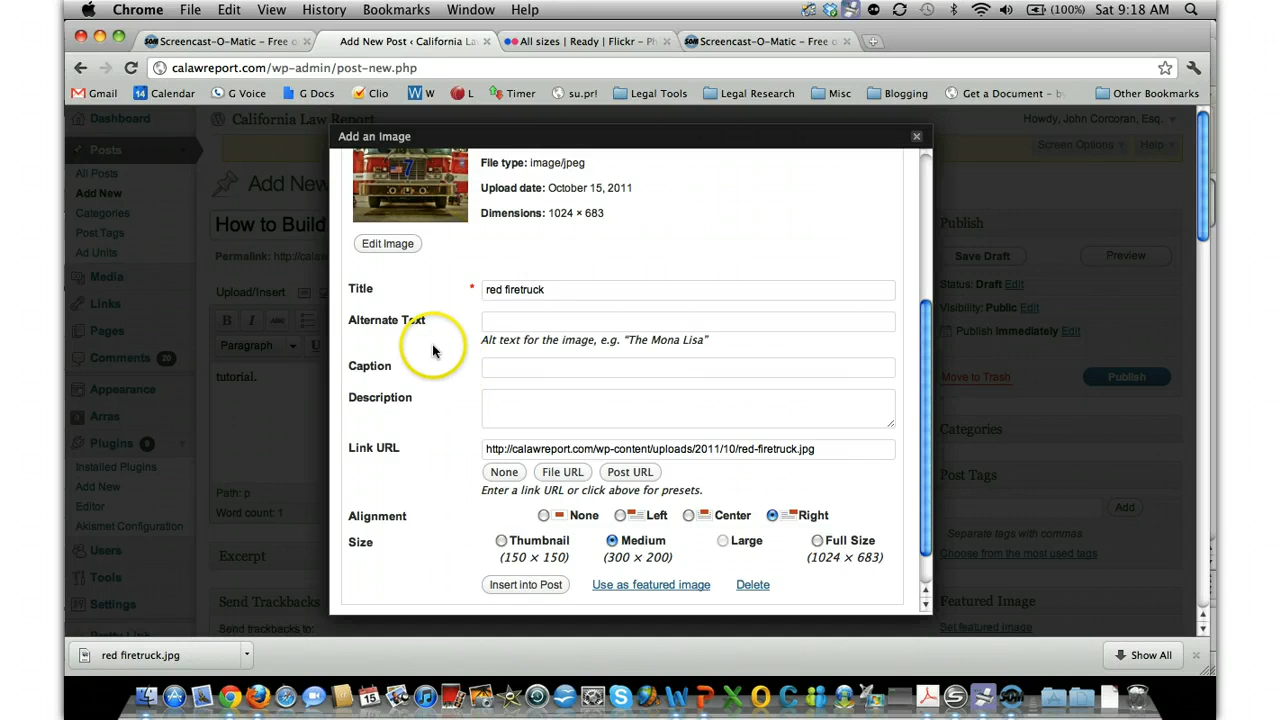 Chrome File Edit View History Bookmarks Window Help
(100%) Sat 9:18 AM
Screencast-O-Matic – Free o
Add New Post ‹ California La
All sizes | Ready | Flickr – Ph
Screencast-O-Matic – Free o
calawreport.com/wp-admin/post-new.php
Gmail 14 Calendar G Voice G Docs Clio W L Timer su.pr! Legal Tools Legal Research Misc Blogging Get a Document – by Other Bookmarks
Dashboard
California Law Report
Howdy, John Corcoran, Esq.
Add an Image
Posts
Screen Options
Help
All Posts
Add New
Categories
Post Tags
Ad Units
Media
Links
Pages
Comments 20
Appearance
Arras
Plugins 9
Installed Plugins
Add New
Editor
Akismet Configuration
Users
Tools
Settings
Pretty Link
Add New
How to Build
Permalink: http://calaw
Upload/Insert
B I ABC
Paragraph U
tutorial.
Path: p
Word count: 1
Excerpt
Send Trackbacks
Send trackbacks to:
7
File type: image/jpeg
Upload date: October 15, 2011
Dimensions: 1024 × 683
Edit Image
Title * red firetruck
Alternate Text
Alt text for the image, e.g. “The Mona Lisa”
Caption
Description
Link URL http://calawreport.com/wp-content/uploads/2011/10/red-firetruck.jpg
None File URL Post URL
Enter a link URL or click above for presets.
Alignment None Left Center Right
Size Thumbnail Medium Large Full Size
(150 × 150) (300 × 200) (1024 × 683)
Insert into Post Use as featured image Delete
Publish
Save Draft Preview
Status: Draft Edit
Visibility: Public Edit
Publish immediately Edit
Move to Trash Publish
Categories
Post Tags
Add
Separate tags with commas
Choose from the most used tags
Featured Image
Set featured image
red firetruck.jpg
Show All